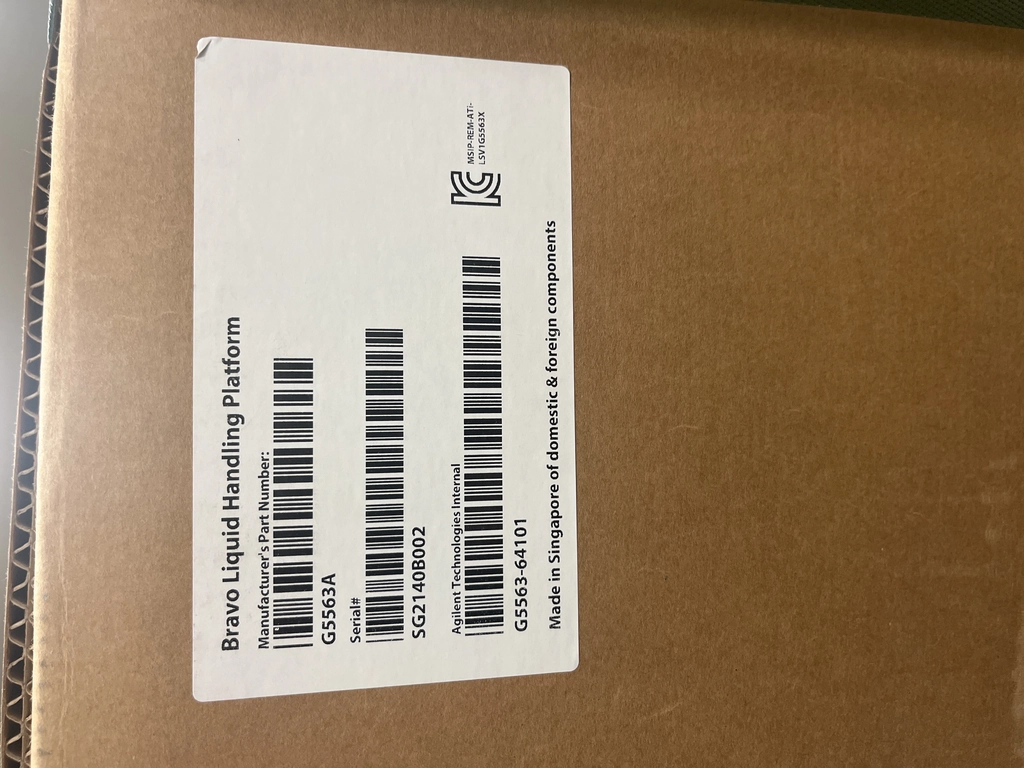 Bravo Liquid Handling Platform
Manufacturer's Part Number:
G5563A
Serial#
SG2140B002
Agilent Technologies Internal
G5563-64101
KC
MSIP-REM-ATi-
LSV1G5563X
Made in Singapore of domestic & foreign components